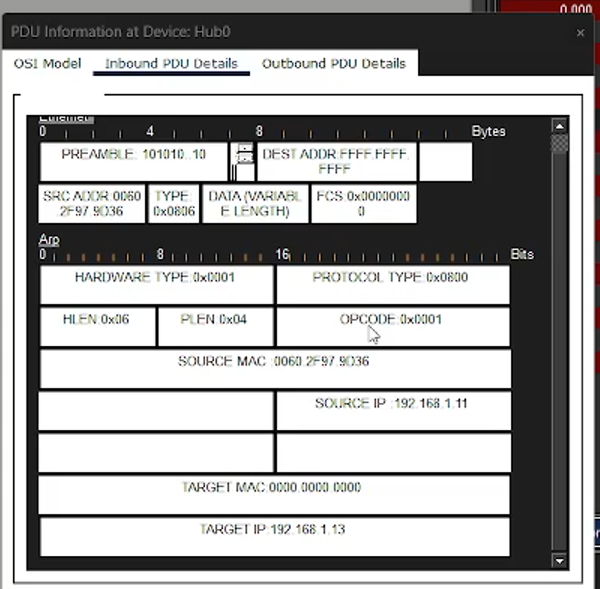 0.000
PDU Information at Device: Hub0
×
OSI Model Inbound PDU Details Outbound PDU Details
Ethernet
0 4 8 Bytes
PREAMBLE: 101010..10
DEST ADDR:FFFF.FFFF.
FFFF
SRC ADDR:0060
.2F97.9D36
TYPE:
0x0806
DATA (VARIABL
E LENGTH)
FCS:0x0000000
0
Arp
0 8 16 Bits
HARDWARE TYPE:0x0001 PROTOCOL TYPE:0x0800
HLEN:0x06 PLEN:0x04 OPCODE:0x0001
SOURCE MAC :0060.2F97.9D36
SOURCE IP :192.168.1.11
TARGET MAC:0000.0000.0000
TARGET IP:192.168.1.13